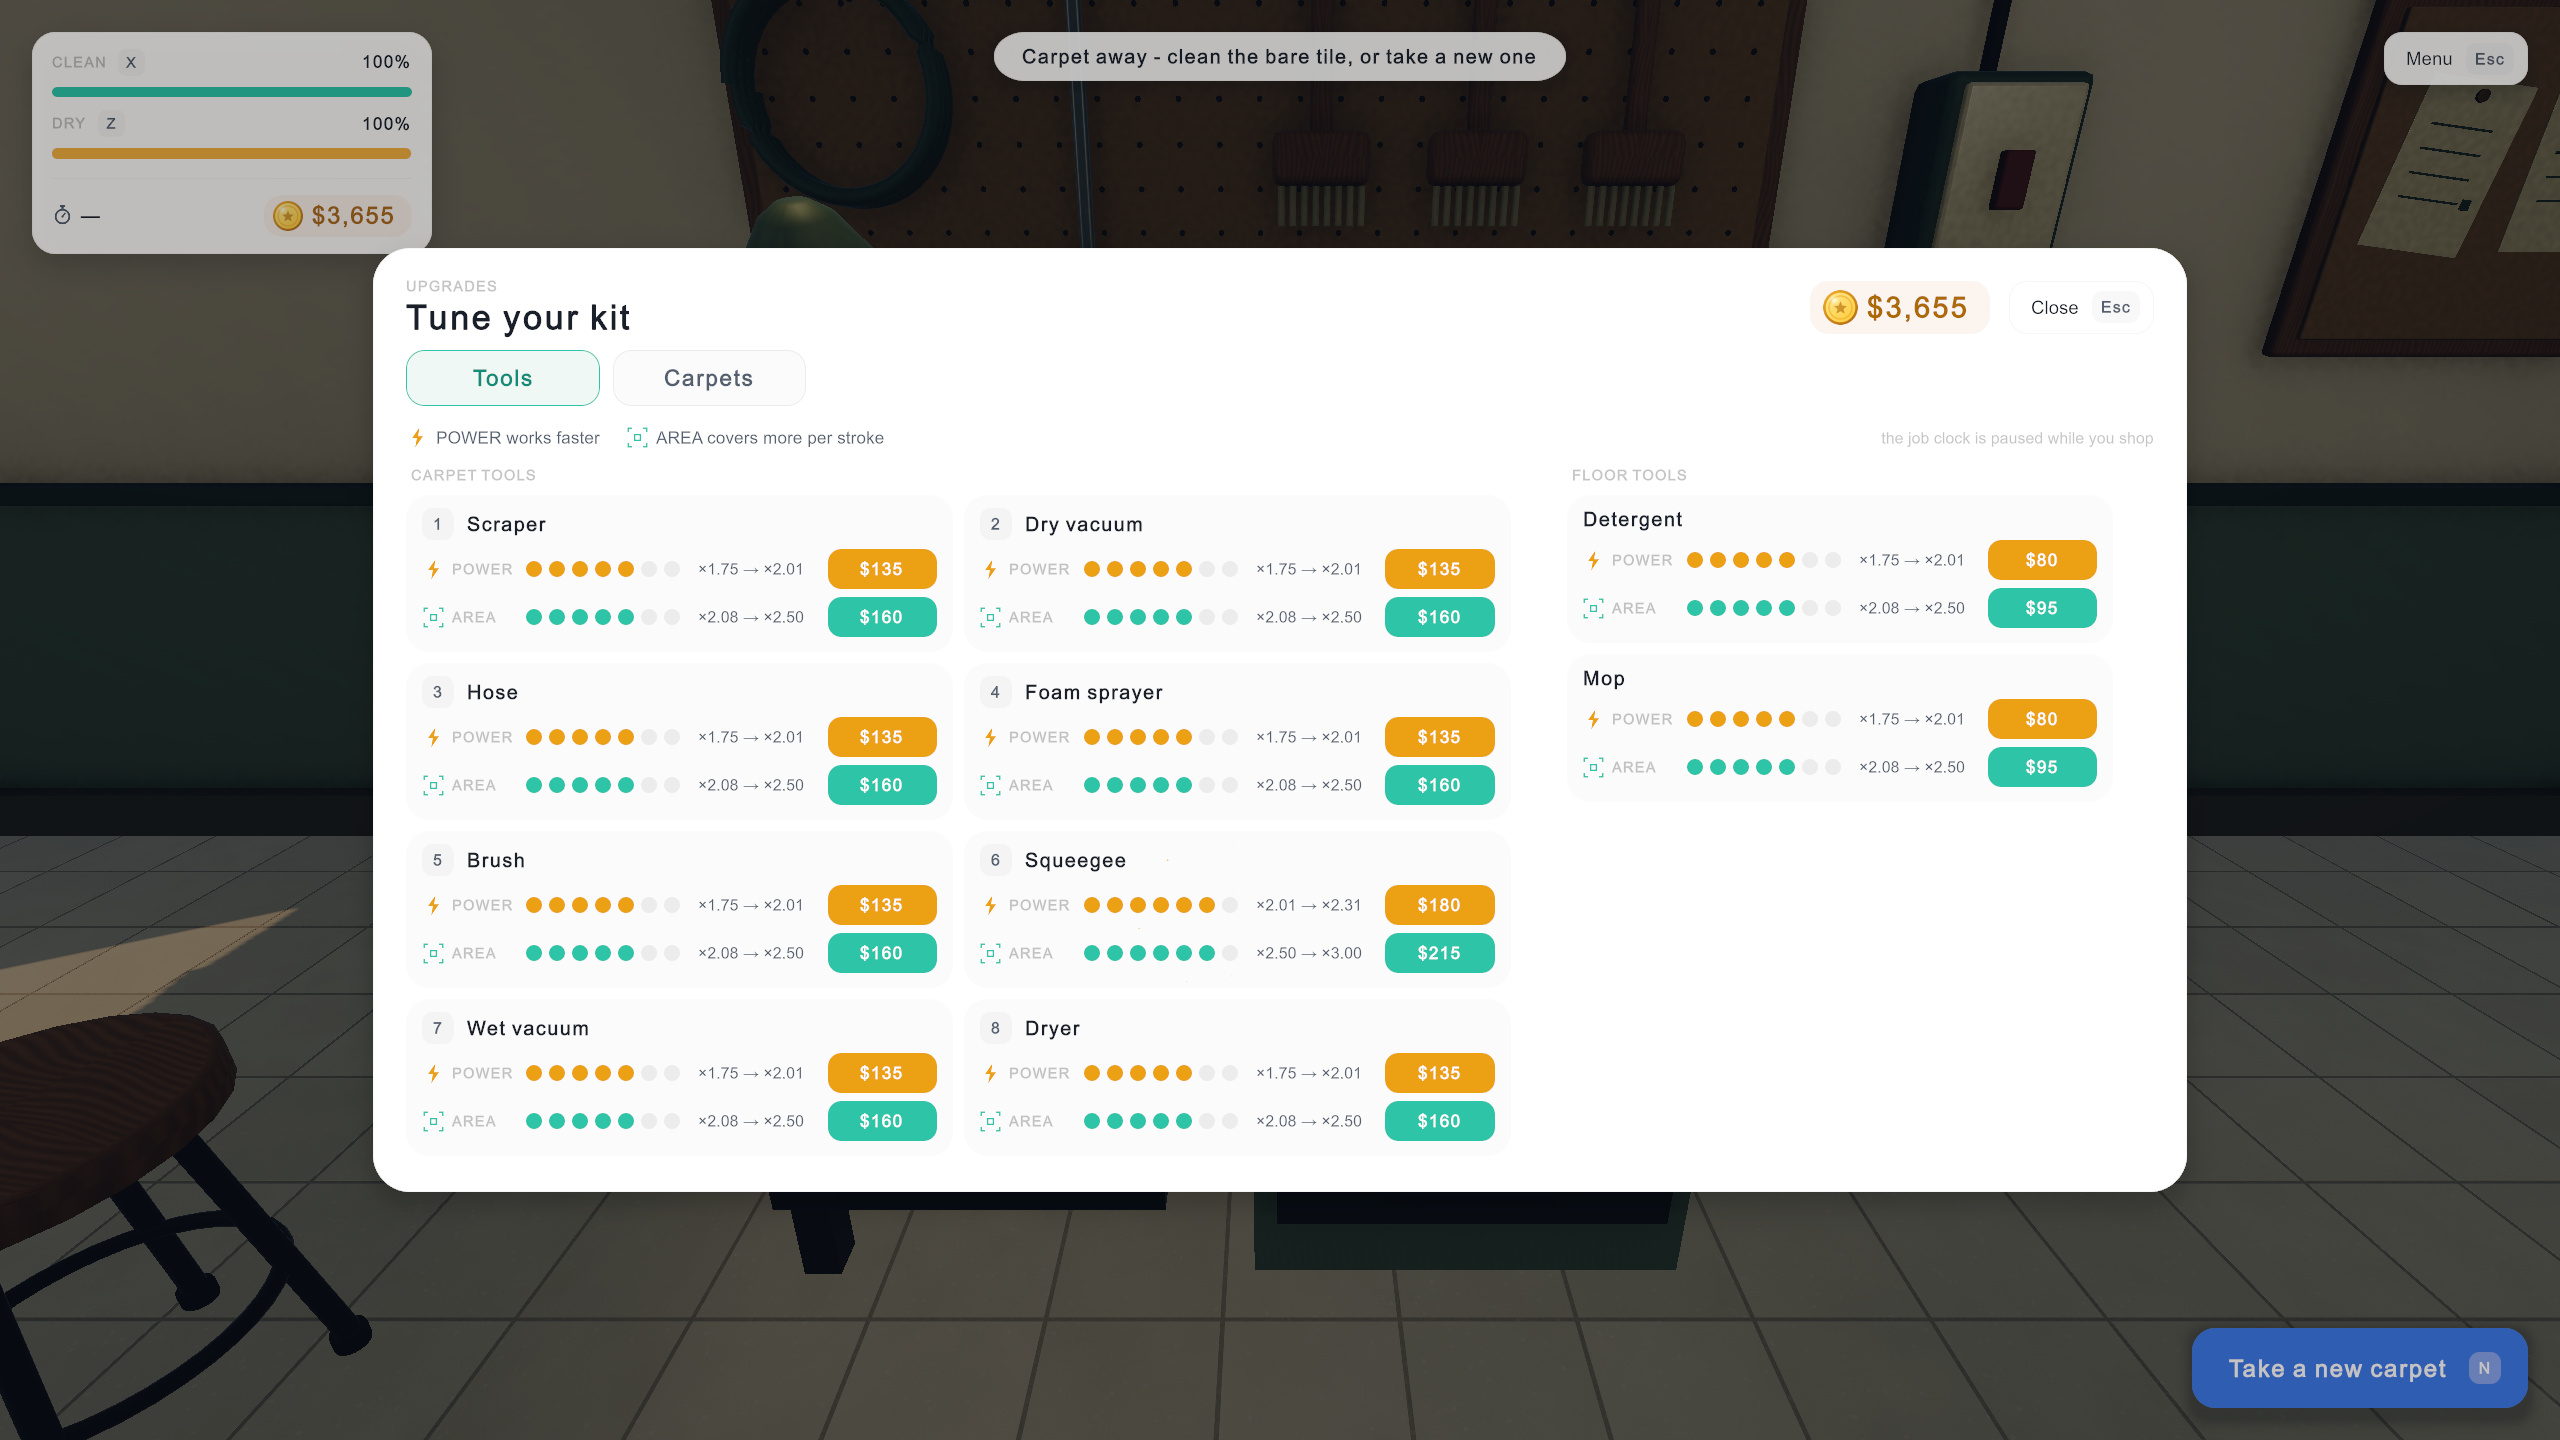 CLEAN X 100%
DRY Z 100%
— $3,655
Carpet away - clean the bare tile, or take a new one
Menu Esc
UPGRADES
Tune your kit
$3,655
Close Esc
Tools Carpets
POWER works faster AREA covers more per stroke
the job clock is paused while you shop
CARPET TOOLS
1 Scraper
POWER ×1.75 → ×2.01 $135
AREA ×2.08 → ×2.50 $160
2 Dry vacuum
POWER ×1.75 → ×2.01 $135
AREA ×2.08 → ×2.50 $160
3 Hose
POWER ×1.75 → ×2.01 $135
AREA ×2.08 → ×2.50 $160
4 Foam sprayer
POWER ×1.75 → ×2.01 $135
AREA ×2.08 → ×2.50 $160
5 Brush
POWER ×1.75 → ×2.01 $135
AREA ×2.08 → ×2.50 $160
6 Squeegee
POWER ×2.01 → ×2.31 $180
AREA ×2.50 → ×3.00 $215
7 Wet vacuum
POWER ×1.75 → ×2.01 $135
AREA ×2.08 → ×2.50 $160
8 Dryer
POWER ×1.75 → ×2.01 $135
AREA ×2.08 → ×2.50 $160
FLOOR TOOLS
Detergent
POWER ×1.75 → ×2.01 $80
AREA ×2.08 → ×2.50 $95
Mop
POWER ×1.75 → ×2.01 $80
AREA ×2.08 → ×2.50 $95
Take a new carpet N